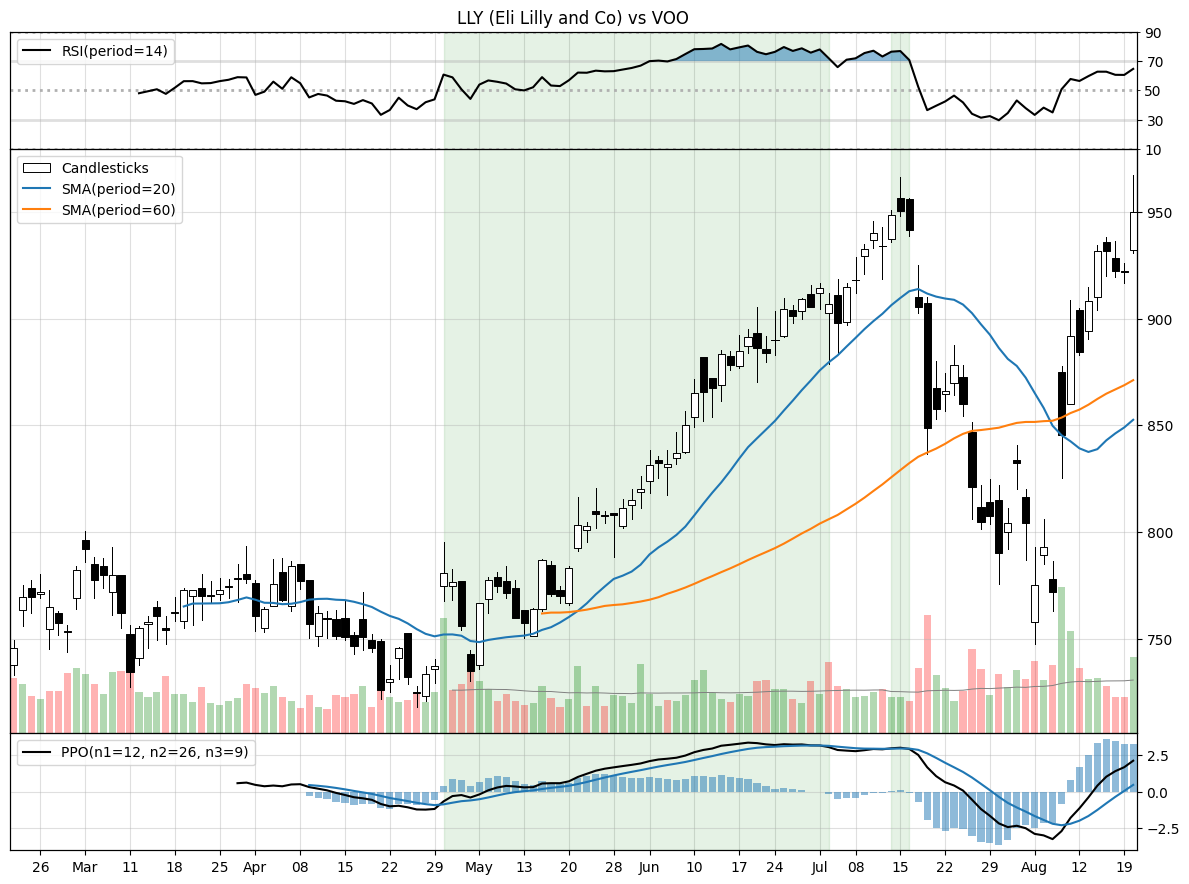 LLY (Eli Lilly and Co) vs VOO
RSI(period=14)
90
70
50
30
10
Candlesticks
SMA(period=20)
SMA(period=60)
950
900
850
800
750
PPO(n1=12, n2=26, n3=9)
2.5
0.0
−2.5
26 Mar 11 18 25 Apr 08 15 22 29 May 13 20 28 Jun 10 17 24 Jul 08 15 22 29 Aug 12 19